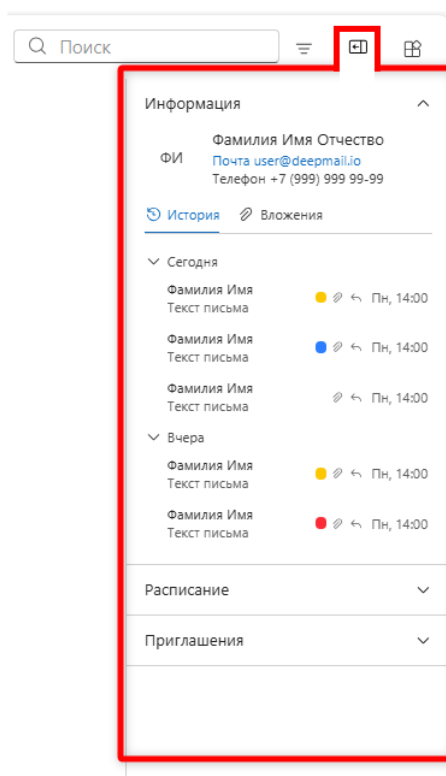 Поиск
Информация
ФИ
Фамилия Имя Отчество
Почта user@deepmail.io
Телефон +7 (999) 999 99-99
История Вложения
Сегодня
Фамилия Имя
Текст письма
Пн, 14:00
Фамилия Имя
Текст письма
Пн, 14:00
Фамилия Имя
Текст письма
Пн, 14:00
Вчера
Фамилия Имя
Текст письма
Пн, 14:00
Фамилия Имя
Текст письма
Пн, 14:00
Расписание
Приглашения